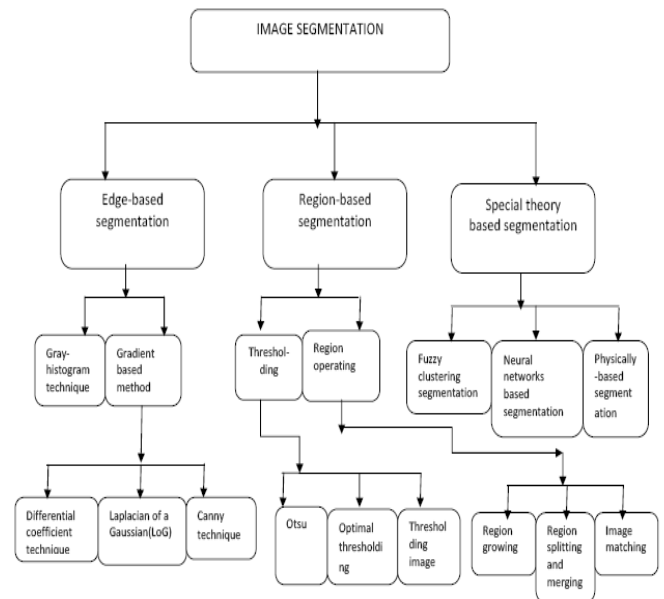 IMAGE SEGMENTATION
Edge-based
segmentation
Region-based
segmentation
Special theory
based segmentation
Gray-
histogram
technique
Gradient
based
method
Threshol-
ding
Region
operating
Fuzzy
clustering
segmentation
Neural
networks
based
segmentation
Physically
-based
segment
ation
Differential
coefficient
technique
Laplacian of a
Gaussian(LoG)
Canny
technique
Otsu
Optimal
thresholdi
ng
Threshol
ding
image
Region
growing
Region
splitting
and
merging
Image
matching